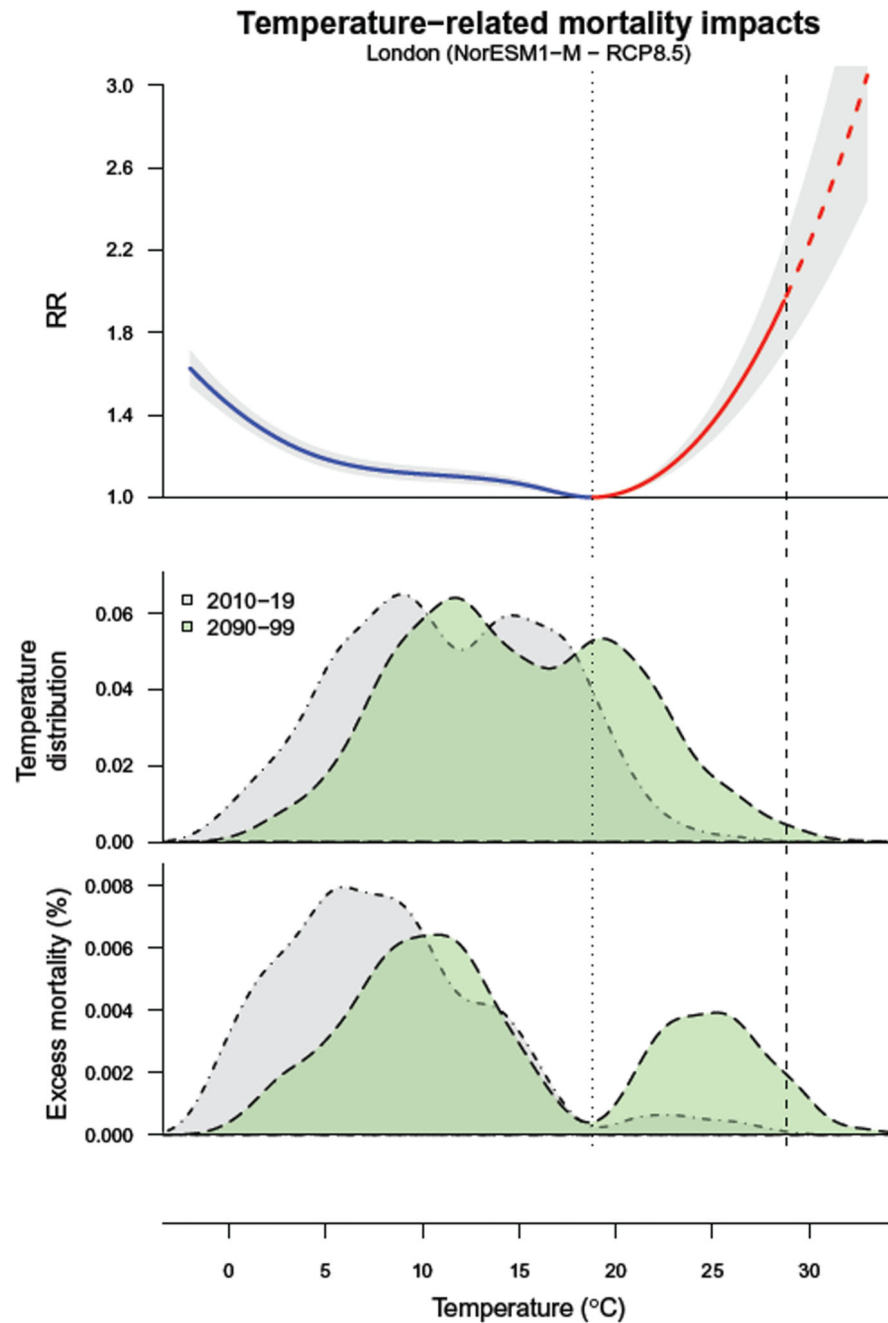 Temperature−related mortality impacts
London (NorESM1−M − RCP8.5)
3.0
2.6
2.2
1.8
1.4
1.0
RR
2010−19
2090−99
0.06
0.04
0.02
0.00
Temperature
distribution
0.008
0.006
0.004
0.002
0.000
Excess mortality (%)
0 5 10 15 20 25 30
Temperature (°C)